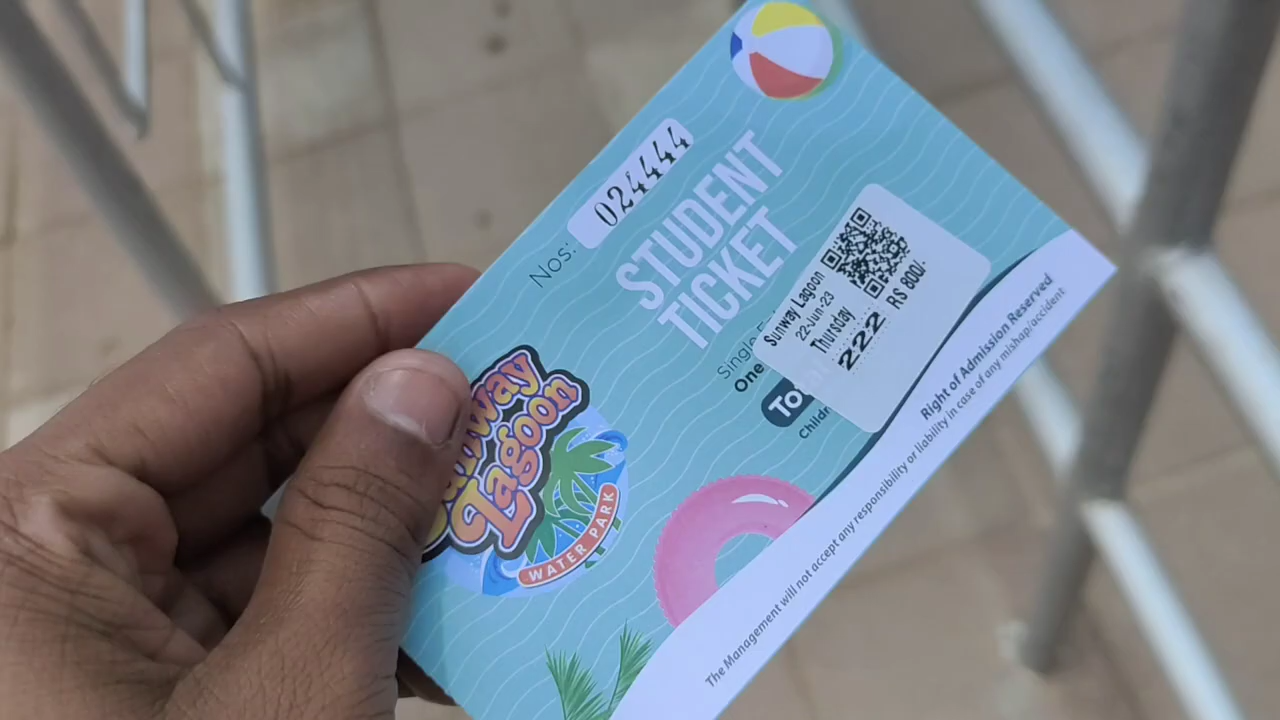 Nos: 024444
STUDENT
TICKET
Single
One
Childr
Sunway Lagoon
22-Jun-23
Thursday
222 RS 800/-
Sunway
Lagoon
WATER PARK
Right of Admission Reserved
The Management will not accept any responsibility or liability in case of any mishap/accident